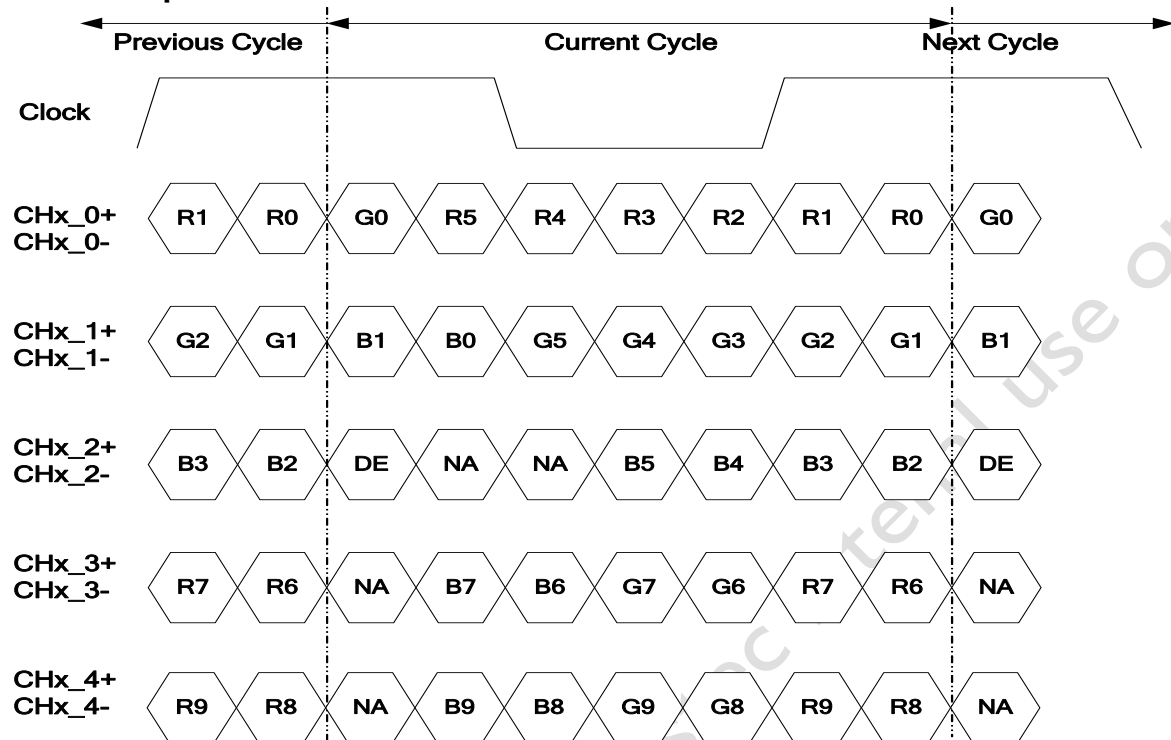 Previous Cycle Current Cycle Next Cycle
Clock
CHx_0+ R1 R0 G0 R5 R4 R3 R2 R1 R0 G0
CHx_0-
CHx_1+ G2 G1 B1 B0 G5 G4 G3 G2 G1 B1
CHx_1-
CHx_2+ B3 B2 DE NA NA B5 B4 B3 B2 DE
CHx_2-
CHx_3+ R7 R6 NA B7 B6 G7 G6 R7 R6 NA
CHx_3-
CHx_4+ R9 R8 NA B9 B8 G9 G8 R9 R8 NA
CHx_4-
use